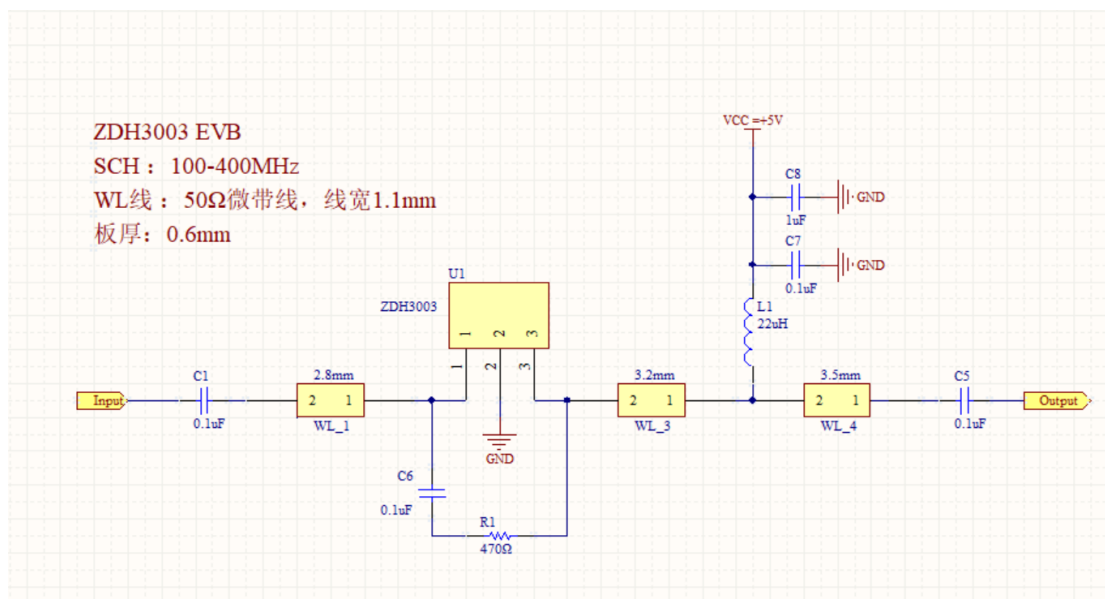 ZDH3003 EVB
SCH： 100-400MHz
WL线： 50Ω微带线，线宽1.1mm
板厚：0.6mm
VCC =+5V
C8
GND
1uF
C7
GND
0.1uF
U1
ZDH3003
1
2
3
1
2
3
L1
22uH
C1
2.8mm
3.2mm
3.5mm
C5
Input
2 1
2 1
2 1
Output
0.1uF
WL_1
WL_3
WL_4
0.1uF
GND
C6
0.1uF
R1
470Ω